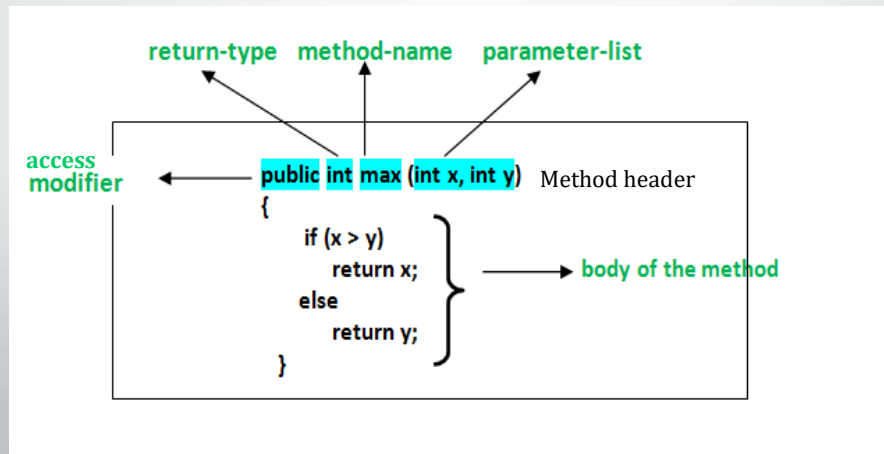 return-type method-name parameter-list
access
modifier
public int max (int x, int y) Method header
{
if (x > y)
return x;
body of the method
else
return y;
}